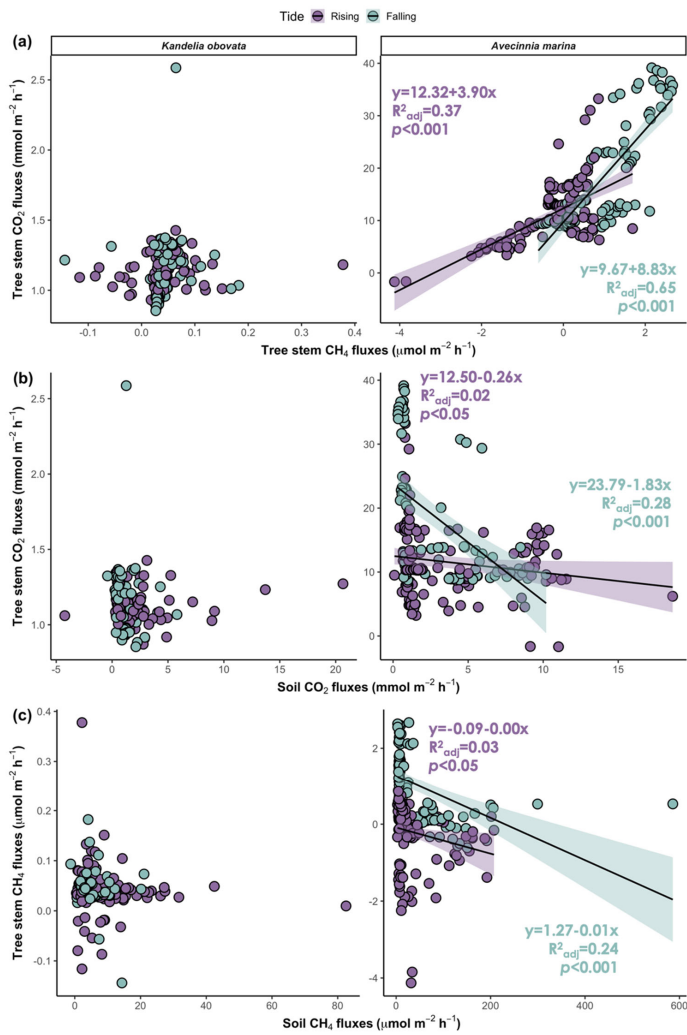 Tide Rising Falling
(a)
Kandelia obovata
Avecinnia marina
Tree stem CO₂ fluxes (mmol m⁻² h⁻¹)
2.5
2.0
1.5
1.0
-0.1 0.0 0.1 0.2 0.3 0.4
40
30
20
10
0
-4 -2 0 2
y=12.32+3.90x
R²adj=0.37
p<0.001
y=9.67+8.83x
R²adj=0.65
p<0.001
Tree stem CH₄ fluxes (μmol m⁻² h⁻¹)
(b)
Tree stem CO₂ fluxes (mmol m⁻² h⁻¹)
2.5
2.0
1.5
1.0
-5 0 5 10 15 20
40
30
20
10
0
0 5 10 15
y=12.50-0.26x
R²adj=0.02
p<0.05
y=23.79-1.83x
R²adj=0.28
p<0.001
Soil CO₂ fluxes (mmol m⁻² h⁻¹)
(c)
Tree stem CH₄ fluxes (μmol m⁻² h⁻¹)
0.4
0.3
0.2
0.1
0.0
-0.1
0 20 40 60 80
2
0
-2
-4
0 200 400 600
y=-0.09-0.00x
R²adj=0.03
p<0.05
y=1.27-0.01x
R²adj=0.24
p<0.001
Soil CH₄ fluxes (μmol m⁻² h⁻¹)